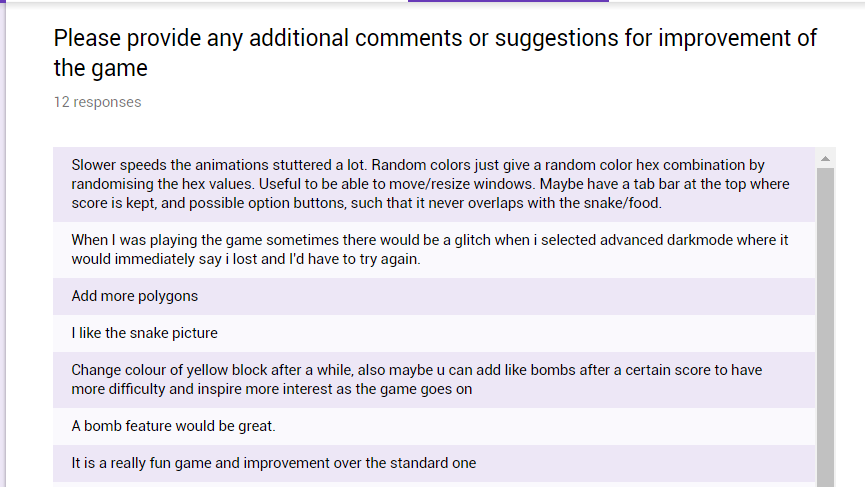 Please provide any additional comments or suggestions for improvement of
the game
12 responses
Slower speeds the animations stuttered a lot. Random colors just give a random color hex combination by
randomising the hex values. Useful to be able to move/resize windows. Maybe have a tab bar at the top where
score is kept, and possible option buttons, such that it never overlaps with the snake/food.
When I was playing the game sometimes there would be a glitch when i selected advanced darkmode where it
would immediately say i lost and I'd have to try again.
Add more polygons
I like the snake picture
Change colour of yellow block after a while, also maybe u can add like bombs after a certain score to have
more difficulty and inspire more interest as the game goes on
A bomb feature would be great.
It is a really fun game and improvement over the standard one